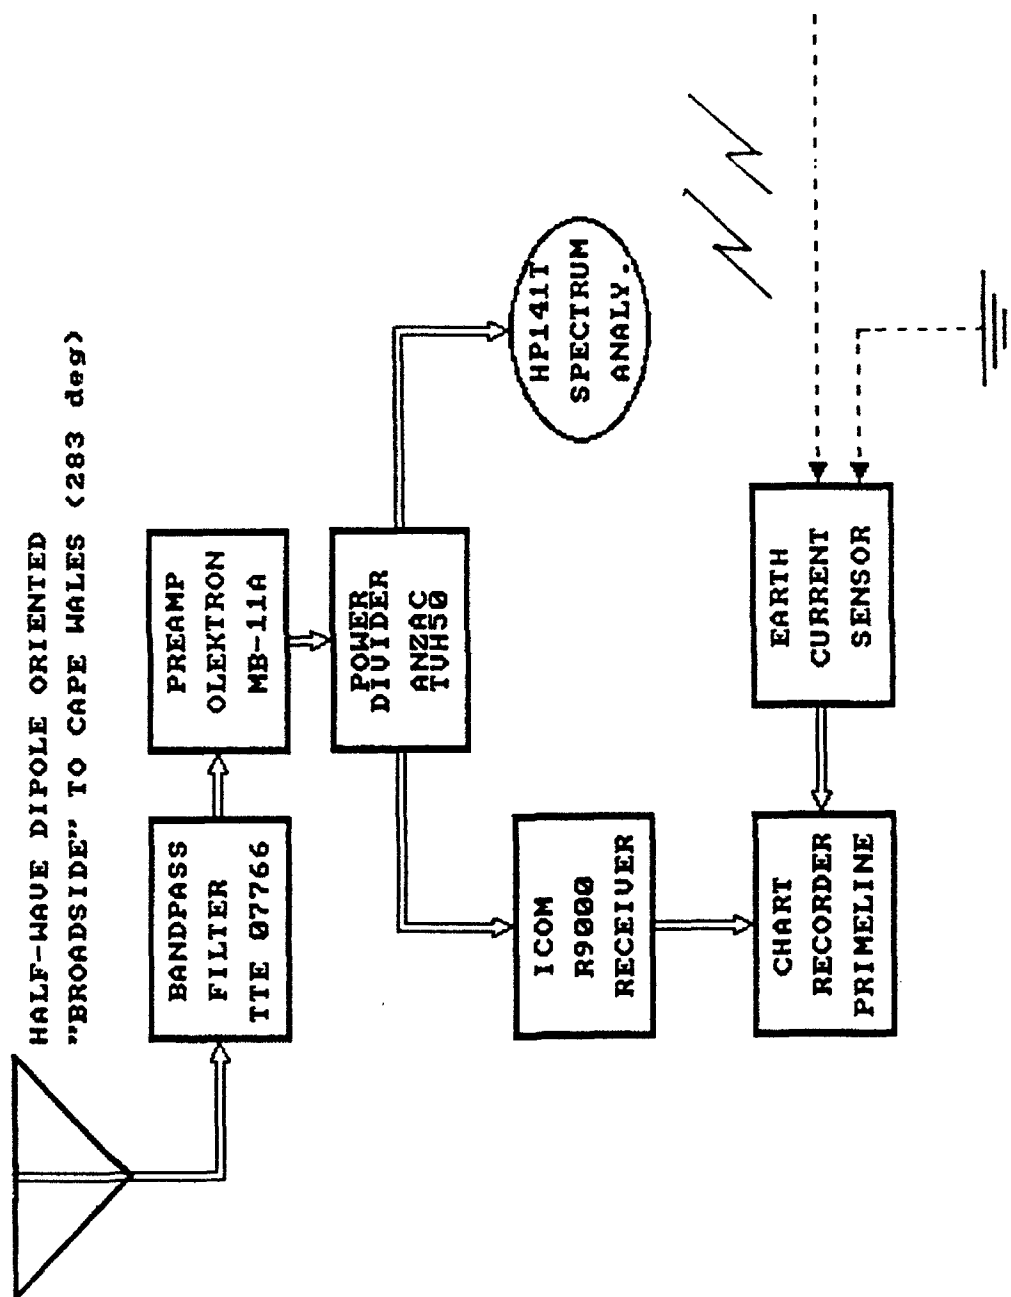 HALF-WAVE DIPOLE ORIENTED
"BROADSIDE" TO CAPE WALES (283 deg)
BANDPASS
FILTER
TTE 07766
PREAMP
OLEKTRON
MB-11A
POWER
DIVIDER
ANZAC
TVH50
HP141T
SPECTRUM
ANALY.
ICOM
R9000
RECEIVER
CHART
RECORDER
PRIMELINE
EARTH
CURRENT
SENSOR